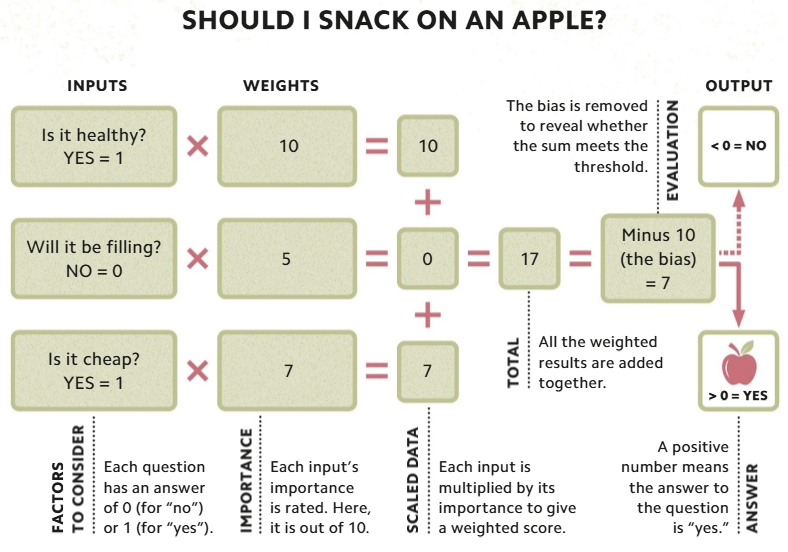 SHOULD I SNACK ON AN APPLE?
INPUTS
WEIGHTS
OUTPUT
Is it healthy?
YES = 1
×
10
=
10
The bias is removed
to reveal whether
the sum meets the
threshold.
EVALUATION
< 0 = NO
+
Will it be filling?
NO = 0
×
5
=
0
=
17
=
Minus 10
(the bias)
= 7
+
Is it cheap?
YES = 1
×
7
=
7
TOTAL
All the weighted
results are added
together.
> 0 = YES
FACTORS
TO CONSIDER
Each question
has an answer
of 0 (for “no”)
or 1 (for “yes”).
IMPORTANCE
Each input’s
importance
is rated. Here,
it is out of 10.
SCALED DATA
Each input is
multiplied by its
importance to give
a weighted score.
A positive
number means
the answer to
the question
is “yes.”
ANSWER